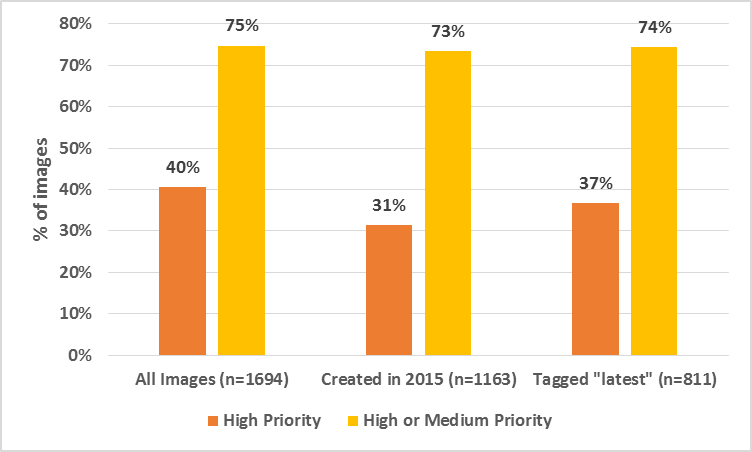 80%
70%
60%
50%
40%
30%
20%
10%
0%
% of images
75%
73%
74%
40%
31%
37%
All Images (n=1694)
Created in 2015 (n=1163)
Tagged "latest" (n=811)
High Priority
High or Medium Priority